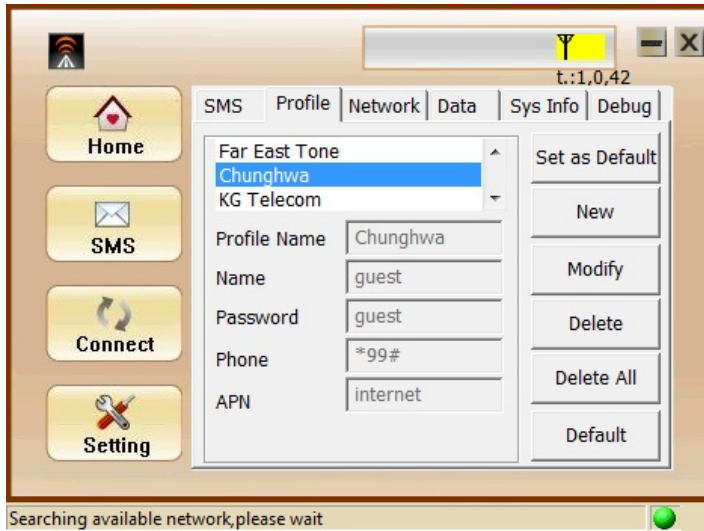 X
t.:1,0,42
SMS Profile Network Data Sys Info Debug
Home
SMS
Connect
Setting
Far East Tone
Chunghwa
KG Telecom
Profile Name Chunghwa
Name guest
Password guest
Phone *99#
APN internet
Set as Default
New
Modify
Delete
Delete All
Default
Searching available network,please wait